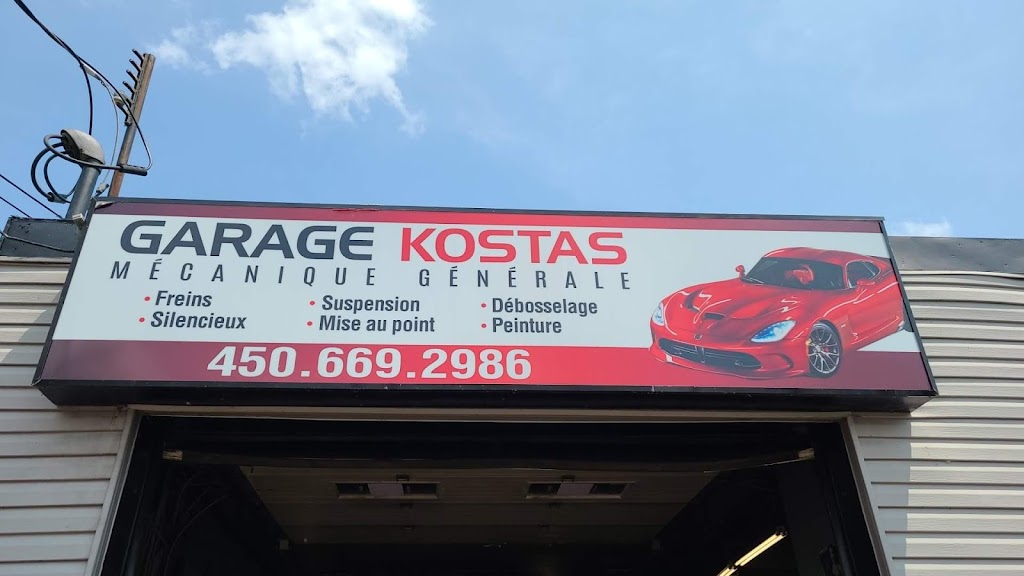 GARAGE KOSTAS
MÉCANIQUE GÉNÉRALE
• Freins • Suspension • Débosselage
• Silencieux • Mise au point • Peinture
450.669.2986